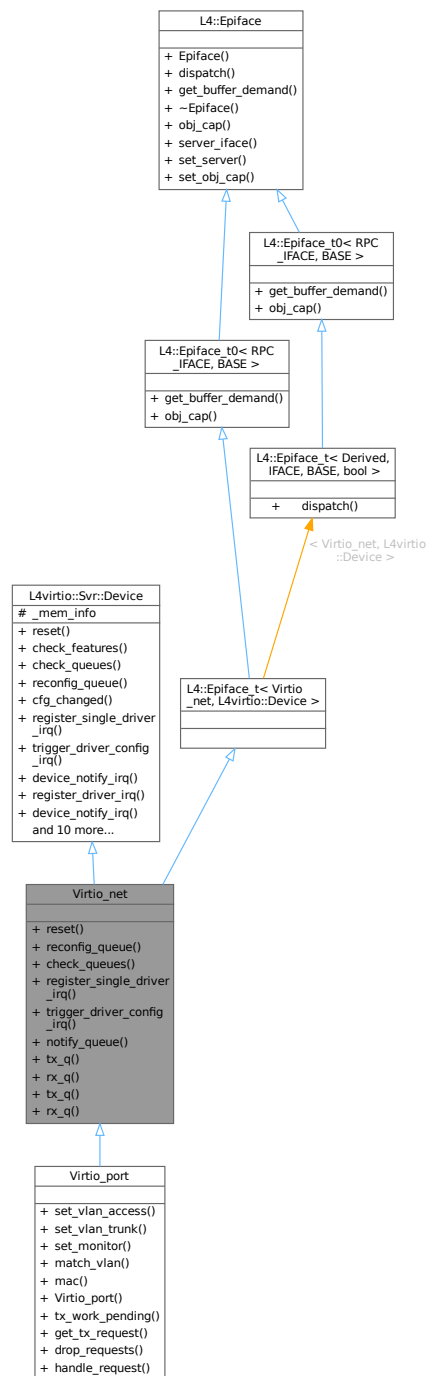 L4::Epiface
+ Epiface()
+ dispatch()
+ get_buffer_demand()
+ ~Epiface()
+ obj_cap()
+ server_iface()
+ set_server()
+ set_obj_cap()
L4::Epiface_t0< RPC
_IFACE, BASE >
+ get_buffer_demand()
+ obj_cap()
L4::Epiface_t0< RPC
_IFACE, BASE >
+ get_buffer_demand()
+ obj_cap()
L4::Epiface_t< Derived,
IFACE, BASE, bool >
+ dispatch()
< Virtio_net, L4virtio
::Device >
L4virtio::Svr::Device
# _mem_info
+ reset()
+ check_features()
+ check_queues()
+ reconfig_queue()
+ cfg_changed()
+ register_single_driver
_irq()
+ trigger_driver_config
_irq()
+ device_notify_irq()
+ register_driver_irq()
+ device_notify_irq()
and 10 more...
L4::Epiface_t< Virtio
_net, L4virtio::Device >
Virtio_net
+ reset()
+ reconfig_queue()
+ check_queues()
+ register_single_driver
_irq()
+ trigger_driver_config
_irq()
+ notify_queue()
+ tx_q()
+ rx_q()
+ tx_q()
+ rx_q()
Virtio_port
+ set_vlan_access()
+ set_vlan_trunk()
+ set_monitor()
+ match_vlan()
+ mac()
+ Virtio_port()
+ tx_work_pending()
+ get_tx_request()
+ drop_requests()
+ handle_request()